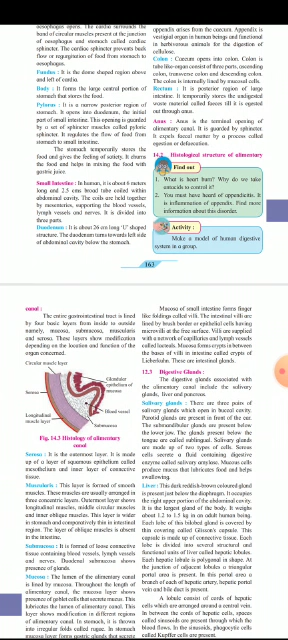 oesophagus opens. The cardia surrounds the
band of circular muscles present at the junction
of oesophagus and stomach called cardiac
sphincter. The cardiac sphincter prevents back
flow or regurgitation of food from stomach to
oesophagus.
Fundus : It is the dome shaped region above
and left of cardia.
Body : It forms the large central portion of
stomach that stores the food.
Pylorus : It is a narrow posterior region of
stomach. It opens into duodenum, the initial
part of small intestine. This opening is guarded
by a set of sphincter muscles called pyloric
sphincter. It regulates the flow of food from
stomach to small intestine.
The stomach temporarily stores the
food and gives the feeling of satiety. It churns
the food and helps in mixing the food with
gastric juice.
Small Intestine : In human, it is about 6 meters
long and 2.5 cms broad tube coiled within
abdominal cavity. The coils are held together
by mesenteries, supporting the blood vessels,
lymph vessels and nerves. It is divided into
three parts.
Duodenum : It is about 26 cm long 'U' shaped
structure. The duodenum turns towards left side
of abdominal cavity below the stomach.
appendix arises from the caecum. Appendix is
vestigial organ in human beings and functional
in herbivorous animals for the digestion of
cellulose.
Colon : Caecum opens into colon. Colon is
tube like organ consist of three parts, ascending
colon, transverse colon and descending colon.
The colon is internally lined by mucosal cells.
Rectum : It is posterior region of large
intestine. It temporarily stores the undigested
waste material called faeces till it is egested
out through anus.
Anus : Anus is the terminal opening of
alimentary canal. It is guarded by sphincter.
It expels faecal matter by a process called
egestion or defaecation.
14.2 Histological structure of alimentary
Find out
1. What is heart burn? Why do we take
antacids to control it?
2. You must have heard of appendicitis. It
is inflammation of appendix. Find more
information about this disorder.
Activity :
Make a model of human digestive
system in a group.
163
canal :
The entire gastrointestinal tract is lined
by four basic layers from inside to outside
namely, mucosa, submucosa, muscularis
and serosa. These layers show modification
depending on the location and function of the
organ concerned.
Circular muscle layer
Glandular
epithelium of
mucosa
Serosa
Blood vessel
Longitudinal
muscle layer
Submucosa
Fig. 14.3 Histology of alimentary
canal
Serosa : It is the outermost layer. It is made
up of a layer of squamous epithelium called
mesothelium and inner layer of connective
tissue.
Muscularis : This layer is formed of smooth
muscles. These muscles are usually arranged in
three concentric layers. Outermost layer shows
longitudinal muscles, middle circular muscles
and inner oblique muscles. This layer is wider
in stomach and comparatively thin in intestinal
region. The layer of oblique muscles is absent
in the intestine.
Submucosa : It is formed of loose connective
tissue containing blood vessels, lymph vessels
and nerves. Duodenal submucosa shows
presence of glands.
Mucosa : The lumen of the alimentary canal
is lined by mucosa. Throughout the length of
alimentary canal, the mucosa layer shows
presence of goblet cells that secrete mucus. This
lubricates the lumen of alimentary canal. This
layer shows modification in different regions
of alimentary canal. In stomach, it is thrown
into irregular folds called rugae. In stomach
mucosa layer forms gastric glands that secrete
Mucosa of small intestine forms finger
like foldings called villi. The intestinal villi are
lined by brush border or epithelial cells having
microvilli at the free surface. Villi are supplied
with a network of capillaries and lymph vessels
called lacteals. Mucosa forms crypts in between
the bases of villi in intestine called crypts of
Lieberkuhn. These are intestinal glands.
12.3 Digestive Glands :
The digestive glands associated with
the alimentary canal include the salivary
glands, liver and pancreas.
Salivary glands : There are three pairs of
salivary glands which open in buccal cavity.
Parotid glands are present in front of the ear.
The submandibular glands are present below
the lower jaw. The glands present below the
tongue are called sublingual. Salivary glands
are made up of two types of cells. Serous
cells secrete a fluid containing digestive
enzyme called salivary amylase. Mucous cells
produce mucus that lubricates food and helps
swallowing.
Liver : This dark reddish-brown coloured gland
is present just below the diaphragm. It occupies
the right upper portion of the abdominal cavity.
It is the largest gland of the body. It weighs
about 1.2 to 1.5 kg in an adult human being.
Each lobe of this bilobed gland is covered by
thin coverting called Glisson's capsule. This
capsule is made up of connective tissue. Each
lobe is divided into several structural and
functional units of liver called hepatic lobules.
Each hepatic lobule is polygonal in shape. At
the junction of adjacent lobules a triangular
portal area is present. In this portal area a
branch of each of hepatic artery, hepatic portal
vein and bile duct is present.
A lobule consist of cords of hepatic
cells which are arranged around a central vein.
In between the cords of hepatic cells, spaces
called sinusoids are present through which the
blood flows. In the sinusoids, phagocytic cells
called Kupffer cells are present.